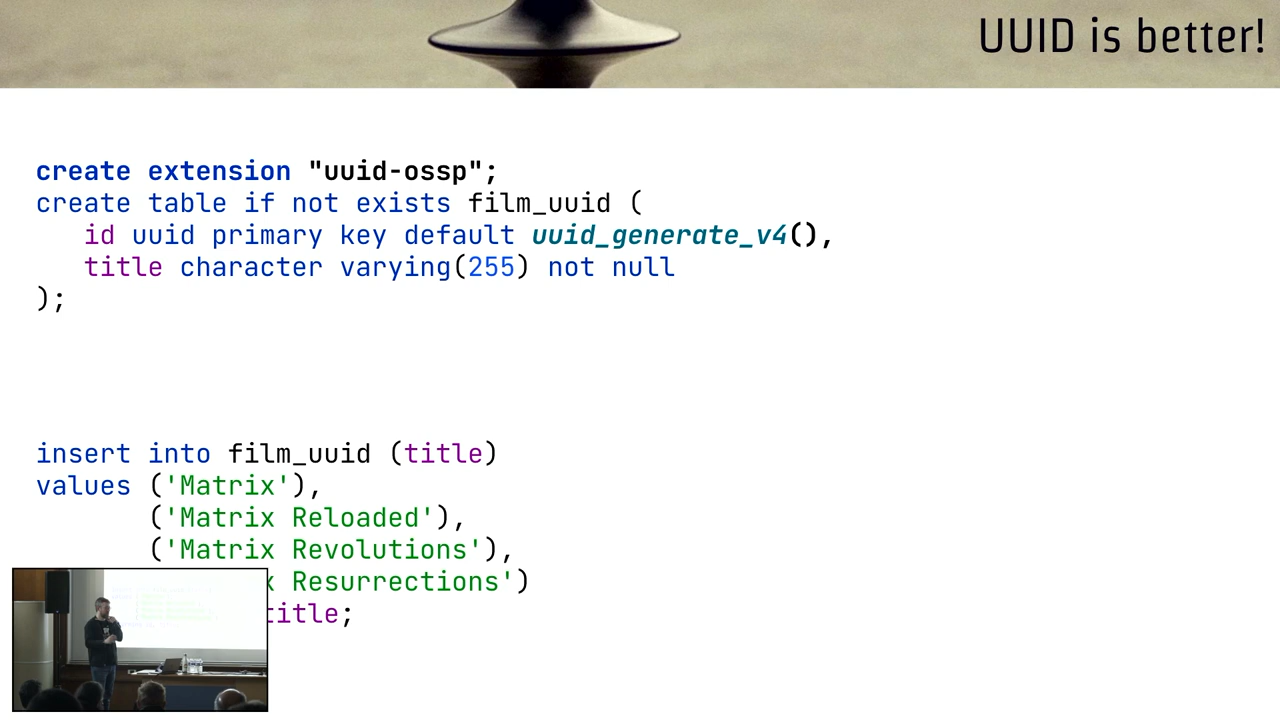 UUID is better!
create extension "uuid-ossp";
create table if not exists film_uuid (
id uuid primary key default uuid_generate_v4(),
title character varying(255) not null
);
insert into film_uuid (title)
values ('Matrix'),
('Matrix Reloaded'),
('Matrix Revolutions'),
Resurrections')
title;